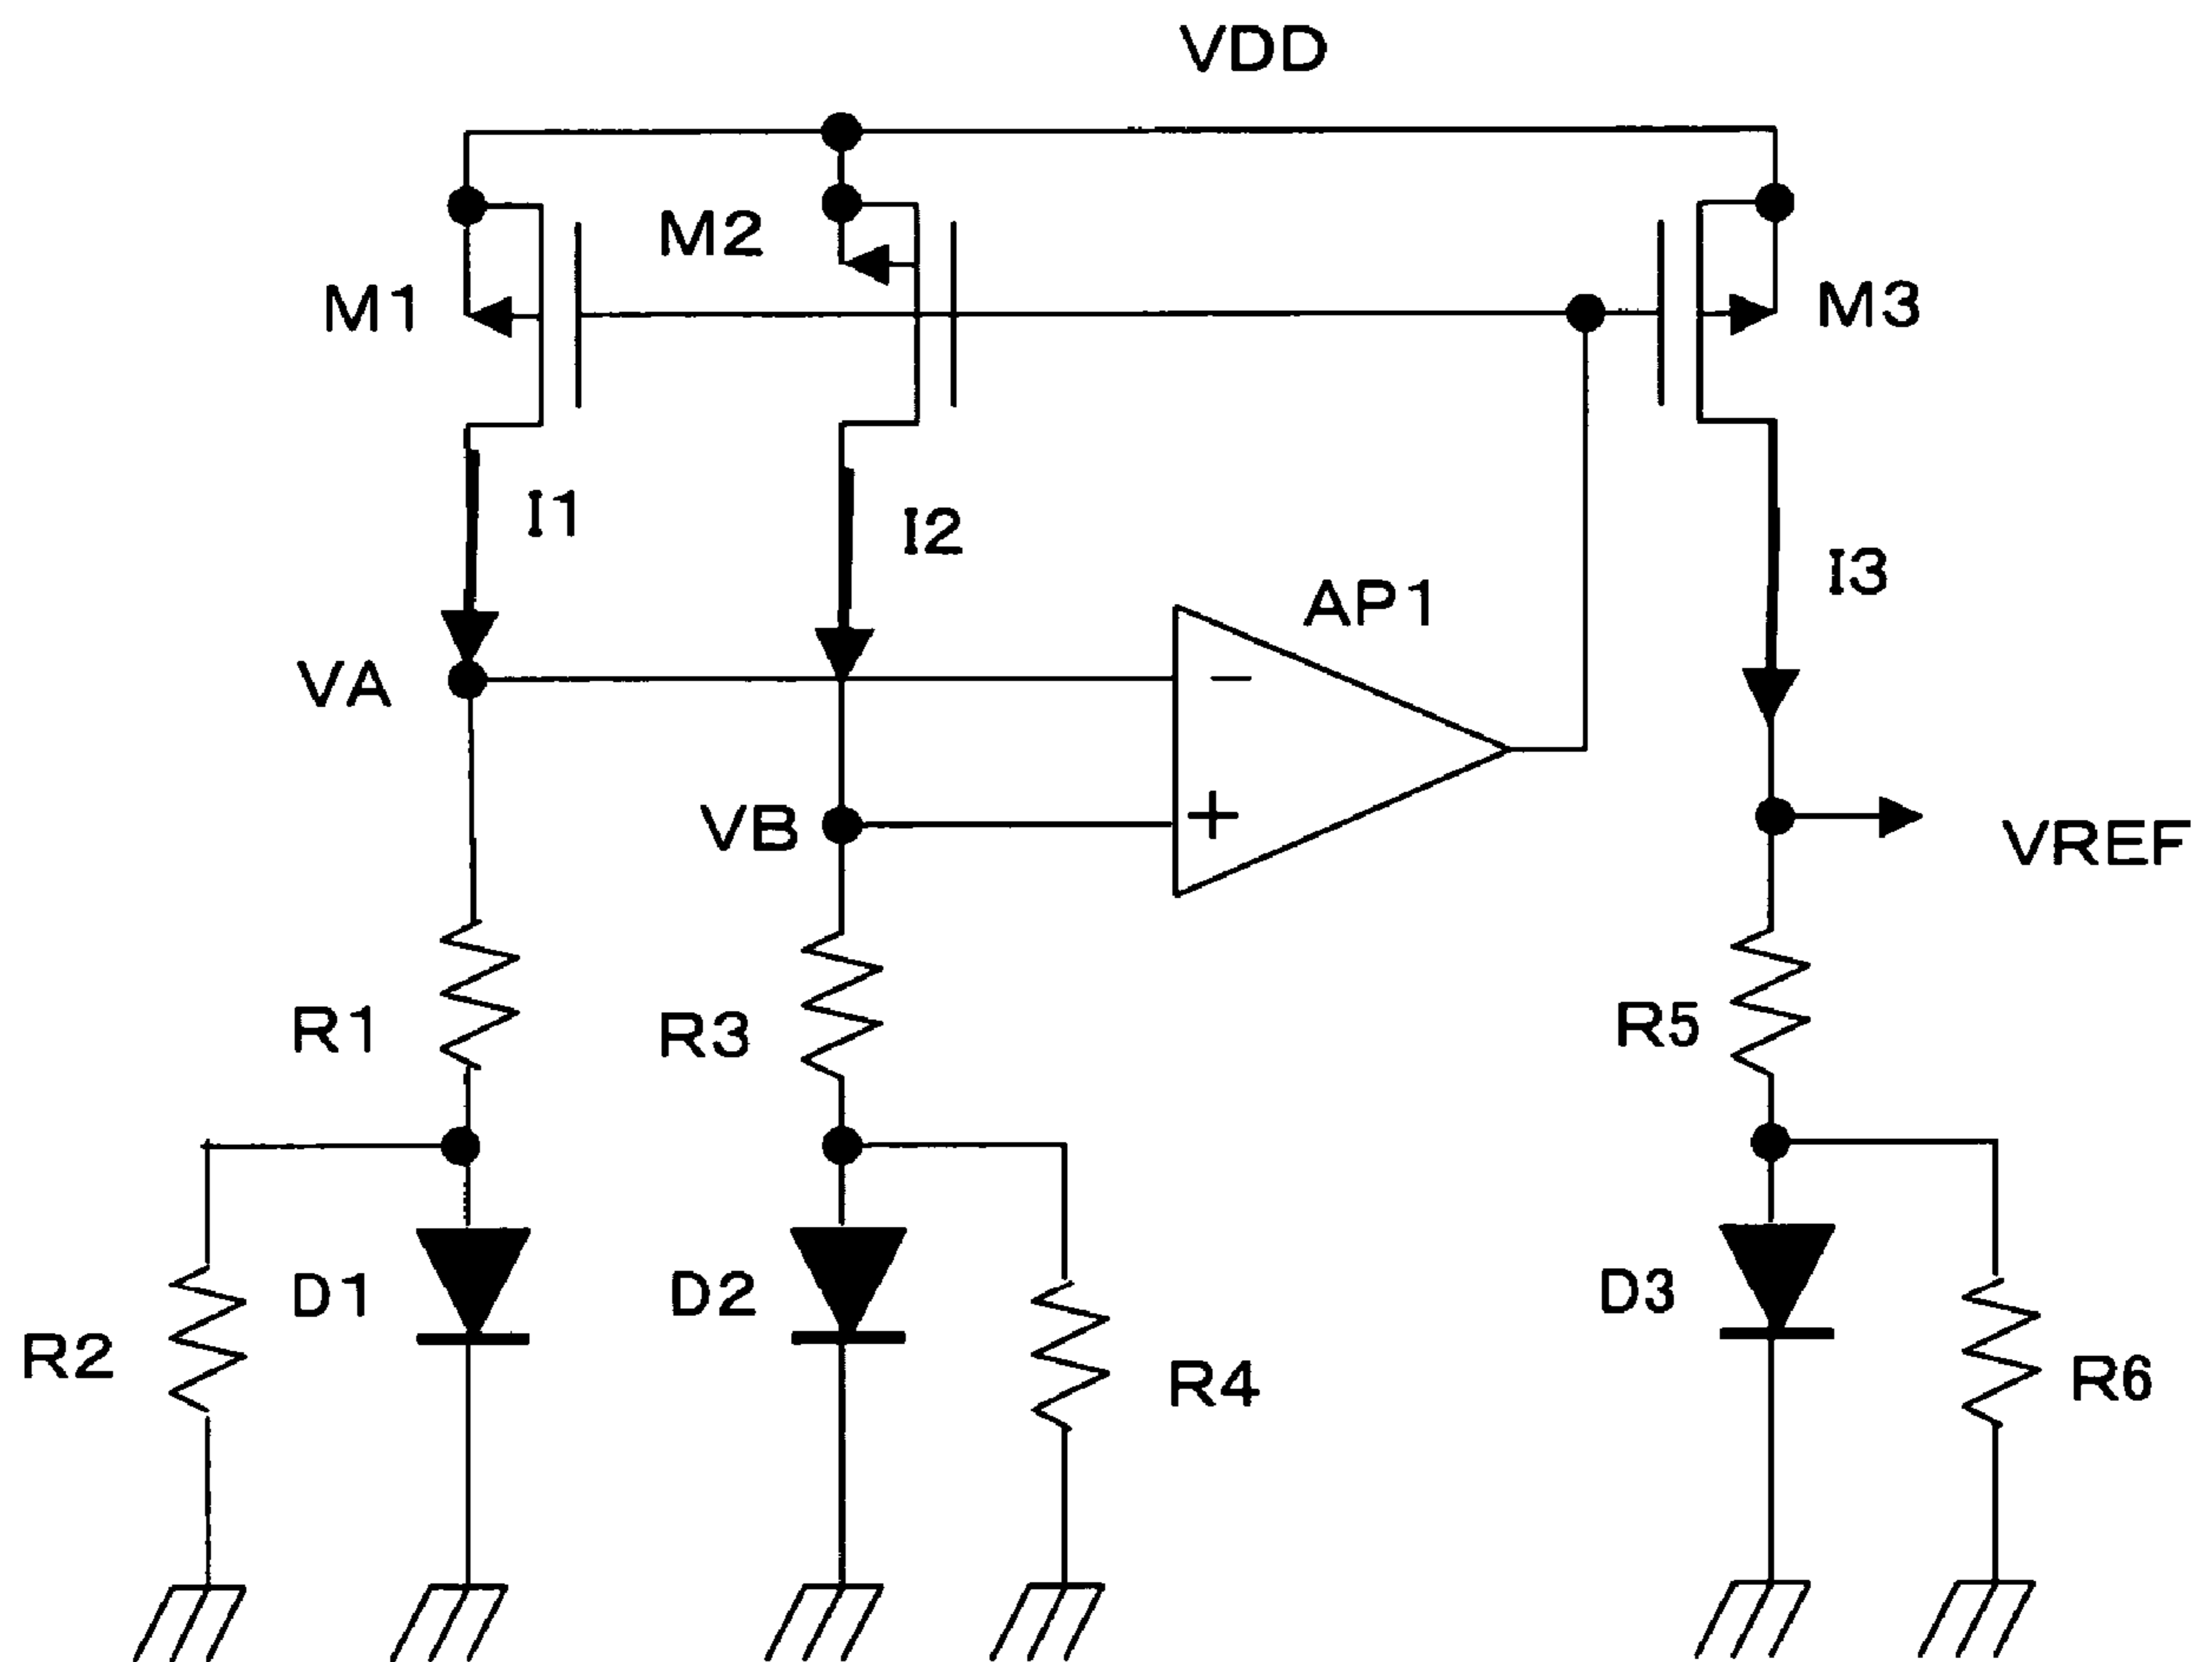 VDD
M2
M1
M3
I1
I2
I3
AP1
VA
−
VB
+
VREF
R1
R3
R5
D1
D2
D3
R2
R4
R6